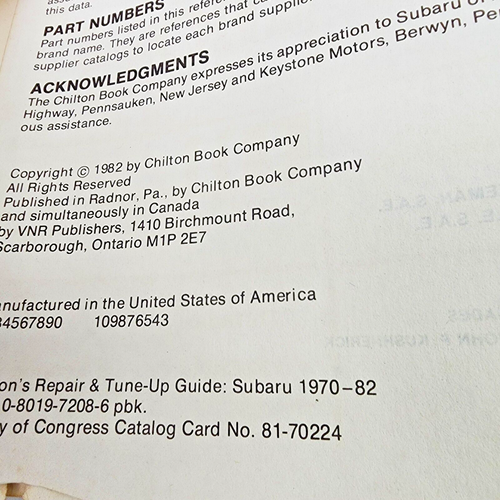 this data.
PART NUMBERS
Part numbers listed in this
brand name. They are references that
supplier catalogs to locate each brand
ACKNOWLEDGMENTS
The Chilton Book Company expresses its appreciation to Subaru of
Highway, Pennsauken, New Jersey and Keystone Motors, Berwyn,
ous assistance.
Copyright © 1982 by Chilton Book Company
All Rights Reserved
Published in Radnor, Pa., by Chilton Book Company
and simultaneously in Canada
by VNR Publishers, 1410 Birchmount Road,
Scarborough, Ontario M1P 2E7
anufactured in the United States of America
34567890 109876543
on's Repair & Tune-Up Guide: Subaru 1970–82
0-8019-7208-6 pbk.
y of Congress Catalog Card No. 81-70224